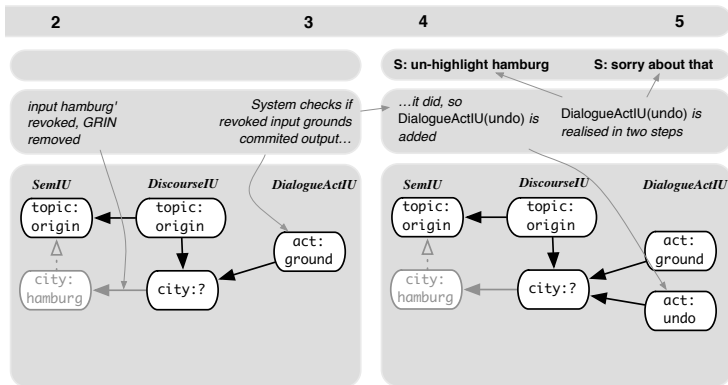 2 3 4 5
S: un-highlight hamburg S: sorry about that
input hamburg'
revoked, GRIN
removed
System checks if
revoked input grounds
commited output…
…it did, so
DialogueActIU(undo) is
added
DialogueActIU(undo) is
realised in two steps
SemIU DiscourseIU DialogueActIU
topic:
origin
topic:
origin
act:
ground
city:
hamburg
city:?
SemIU DiscourseIU DialogueActIU
topic:
origin
topic:
origin
act:
ground
city:
hamburg
city:?
act:
undo